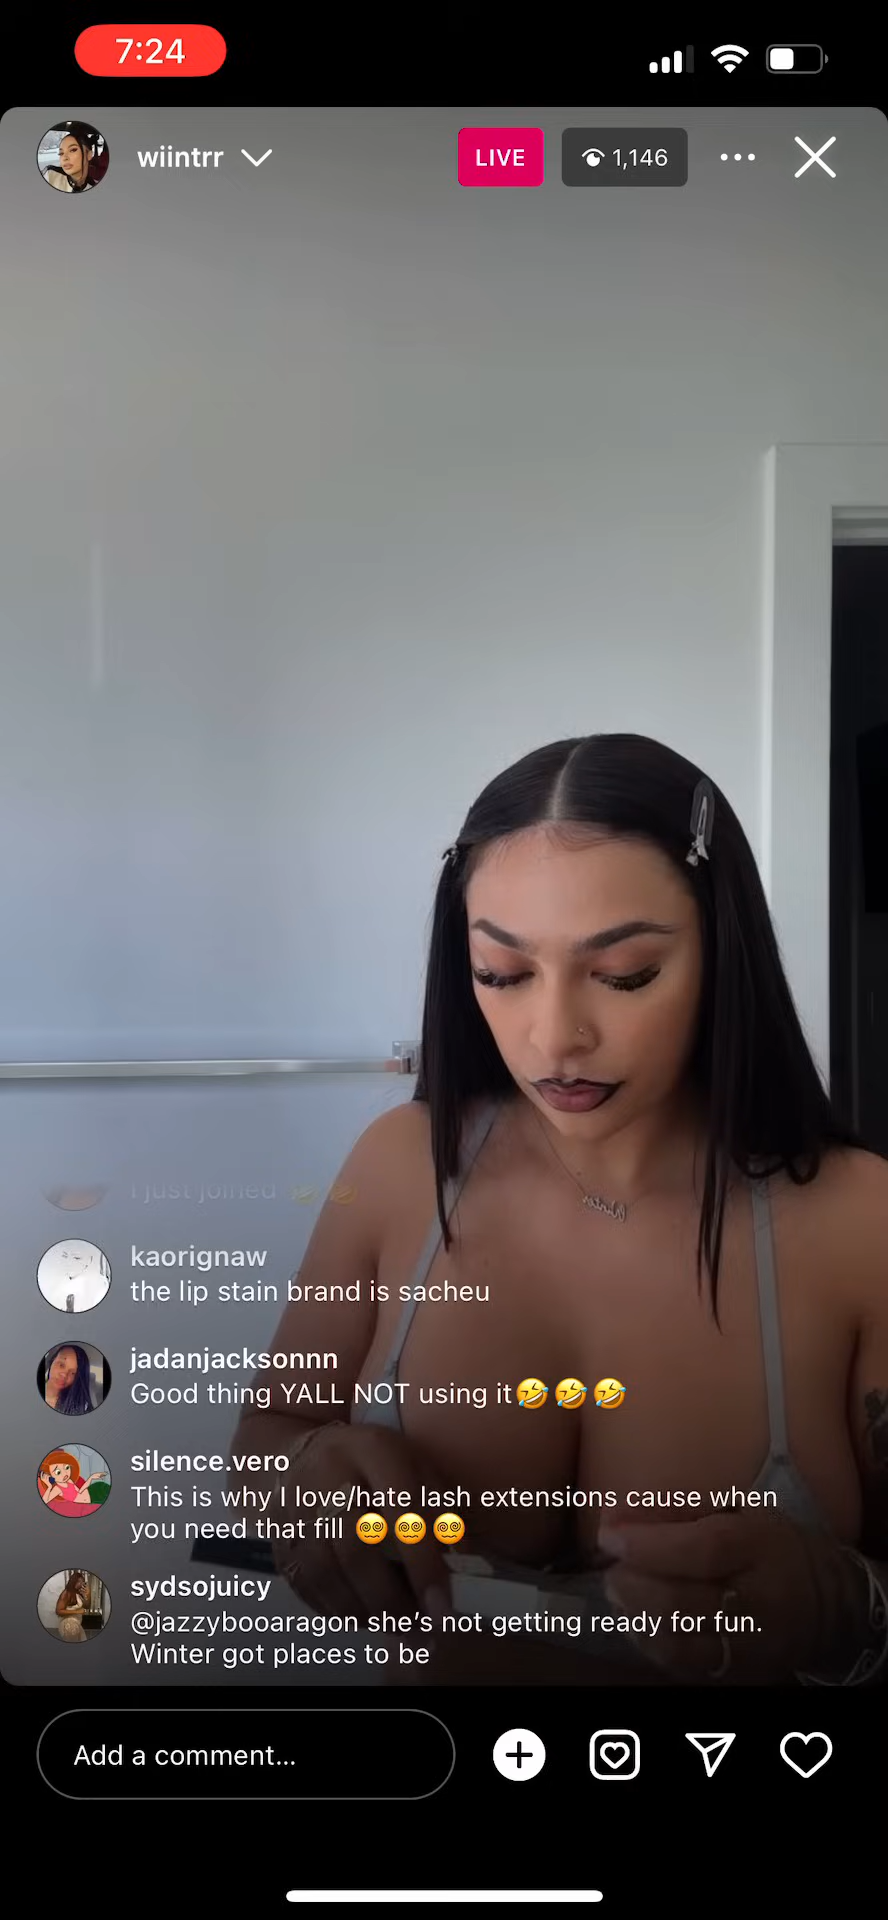 7:24
wiintrr
LIVE
1,146
I just joined 🤣🤣
kaorignaw
the lip stain brand is sacheu
jadanjacksonnn
Good thing YALL NOT using it🤣🤣🤣
silence.vero
This is why I love/hate lash extensions cause when
you need that fill 😵‍💫😵‍💫😵‍💫
sydsojuicy
@jazzybooaragon she’s not getting ready for fun.
Winter got places to be
Add a comment...